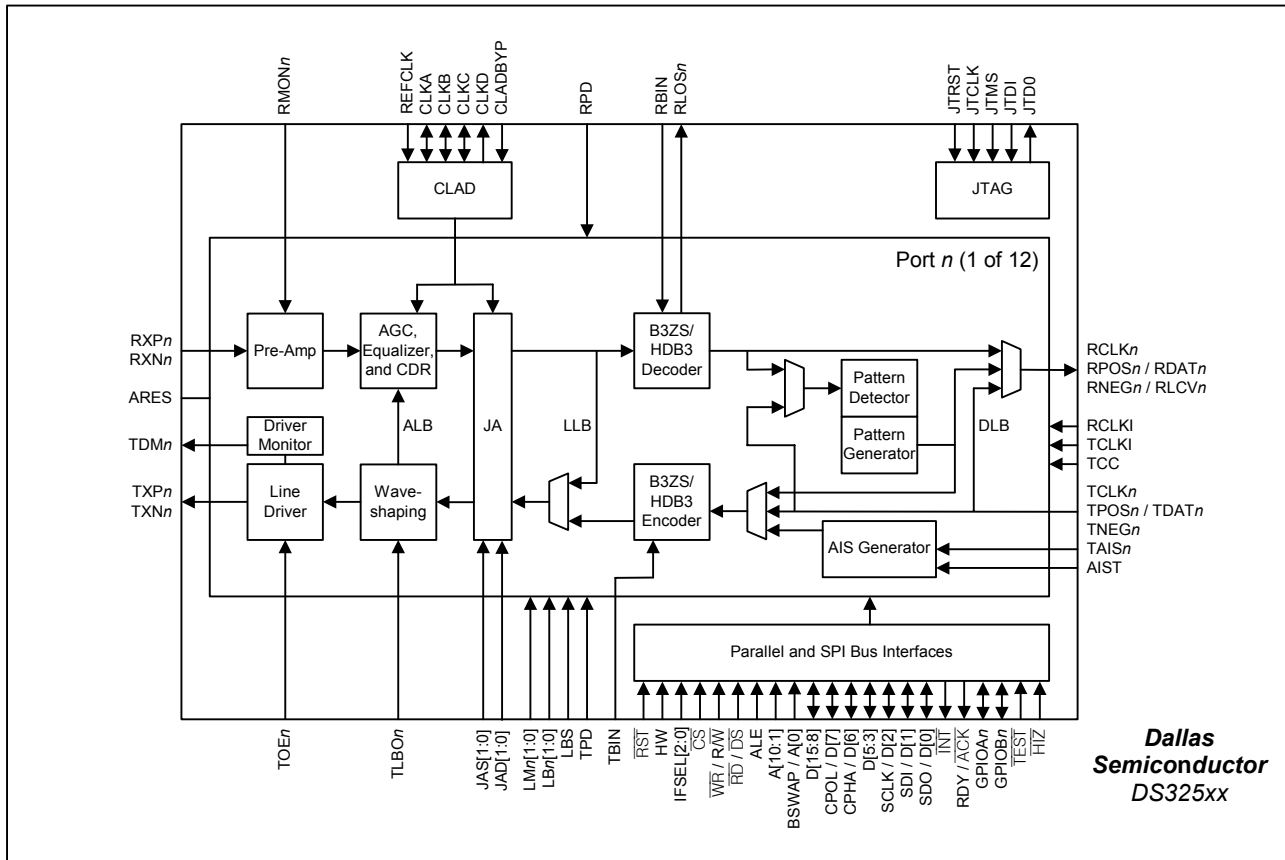 RMONn
REFCLK
CLKA
CLKB
CLKC
CLKD
CLADBYP
RPD
RBIN
RLOSn
JTRST
JTCLK
JTMS
JTDI
JTD0
CLAD
JTAG
Port n (1 of 12)
RXPn
RXNn
ARES
TDMn
TXPn
TXNn
Pre-Amp
AGC,
Equalizer,
and CDR
JA
B3ZS/
HDB3
Decoder
Pattern
Detector
Pattern
Generator
Driver
Monitor
ALB
LLB
DLB
Line
Driver
Wave-
shaping
B3ZS/
HDB3
Encoder
AIS Generator
RCLKn
RPOSn / RDATn
RNEGn / RLCVn
RCLKI
TCLKI
TCC
TCLKn
TPOSn / TDATn
TNEGn
TAISn
AIST
Parallel and SPI Bus Interfaces
TOEn
TLBOn
JAS[1:0]
JAD[1:0]
LMn[1:0]
LBn[1:0]
LBS
TPD
TBIN
RST
HW
IFSEL[2:0]
CS
WR / R/W
RD / DS
ALE
A[10:1]
BSWAP / A[0]
D[15:8]
CPOL / D[7]
CPHA / D[6]
D[5:3]
SCLK / D[2]
SDI / D[1]
SDO / D[0]
INT
RDY / ACK
GPIOAn
GPIOBn
TEST
HIZ
Dallas
Semiconductor
DS325xx